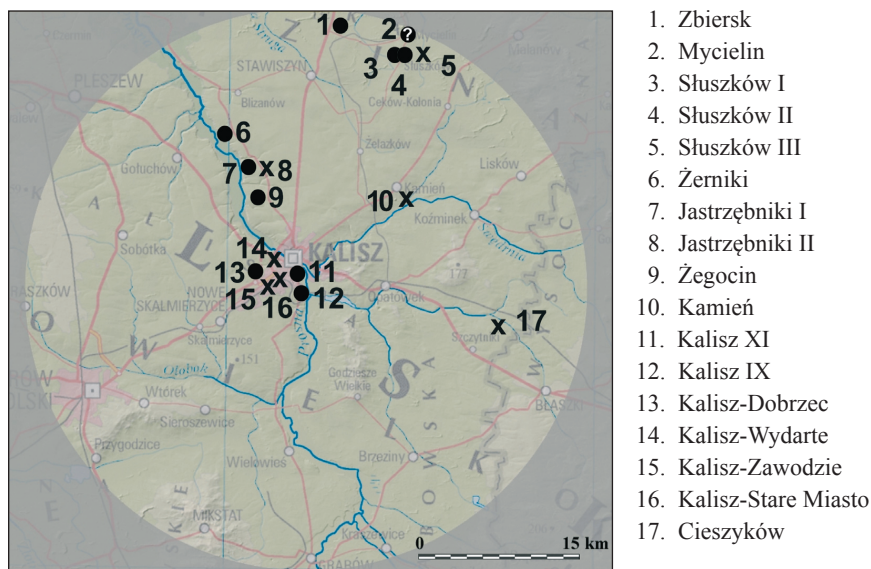 1
2
?
3
4
5
6
7
8
9
10
11
12
13
14
15
16
17
PLESZEW
STAWISZYN
Blizanów
Ceków-Kolonia
Żelazków
Lisków
Gołuchów
Kamień
Koźminek
Sobótka
KALISZ
NOWE
SKALMIERZYCE
Opatówek
Skalmierzyce
Szczytniki
Ołobok
Godziesze
Wielkie
BŁASZKI
Wtórek
Sieroszewice
Przygodzice
Wielowieś
Brzeziny
MIKSTAT
Kraszewice
GRABÓW
0
15 km
1. Zbiersk
2. Mycielin
3. Słuszków I
4. Słuszków II
5. Słuszków III
6. Żerniki
7. Jastrzębniki I
8. Jastrzębniki II
9. Żegocin
10. Kamień
11. Kalisz XI
12. Kalisz IX
13. Kalisz-Dobrzec
14. Kalisz-Wydarte
15. Kalisz-Zawodzie
16. Kalisz-Stare Miasto
17. Cieszyków